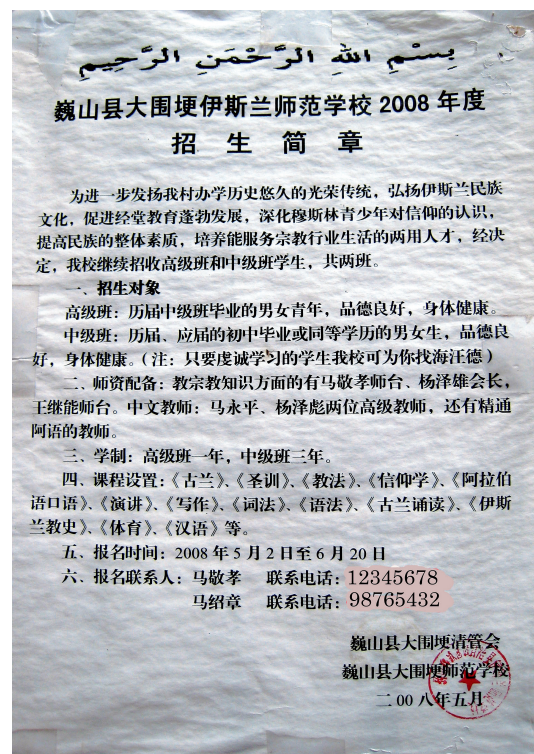 بِسْمِ اللهِ الرَّحْمَنِ الرَّحِيمِ
巍山县大围埂伊斯兰师范学校 2008 年度
招 生 简 章
为进一步发扬我村办学历史悠久的光荣传统，弘扬伊斯兰民族
文化，促进经堂教育蓬勃发展，深化穆斯林青少年对信仰的认识，
提高民族的整体素质，培养能服务宗教行业生活的两用人才，经决
定，我校继续招收高级班和中级班学生，共两班。
一、招生对象
高级班：历届中级班毕业的男女青年，品德良好，身体健康。
中级班：历届、应届的初中毕业或同等学历的男女生，品德良
好，身体健康。（注：只要虔诚学习的学生我校可为你找海汪德）
二、师资配备：教宗教知识方面的有马敬孝师台、杨泽雄会长，
王继能师台。中文教师：马永平、杨泽彪两位高级教师，还有精通
阿语的教师。
三、学制：高级班一年，中级班三年。
四、课程设置：《古兰》、《圣训》、《教法》、《信仰学》、《阿拉伯
语口语》、《演讲》、《写作》、《词法》、《语法》、《古兰诵读》、《伊斯
兰教史》、《体育》、《汉语》等。
五、报名时间：2008 年 5 月 2 日至 6 月 20 日
六、报名联系人：马敬孝 联系电话：12345678
马绍章 联系电话：98765432
巍山县大围埂清管会
巍山县大围埂师范学校
二 00 八年五月